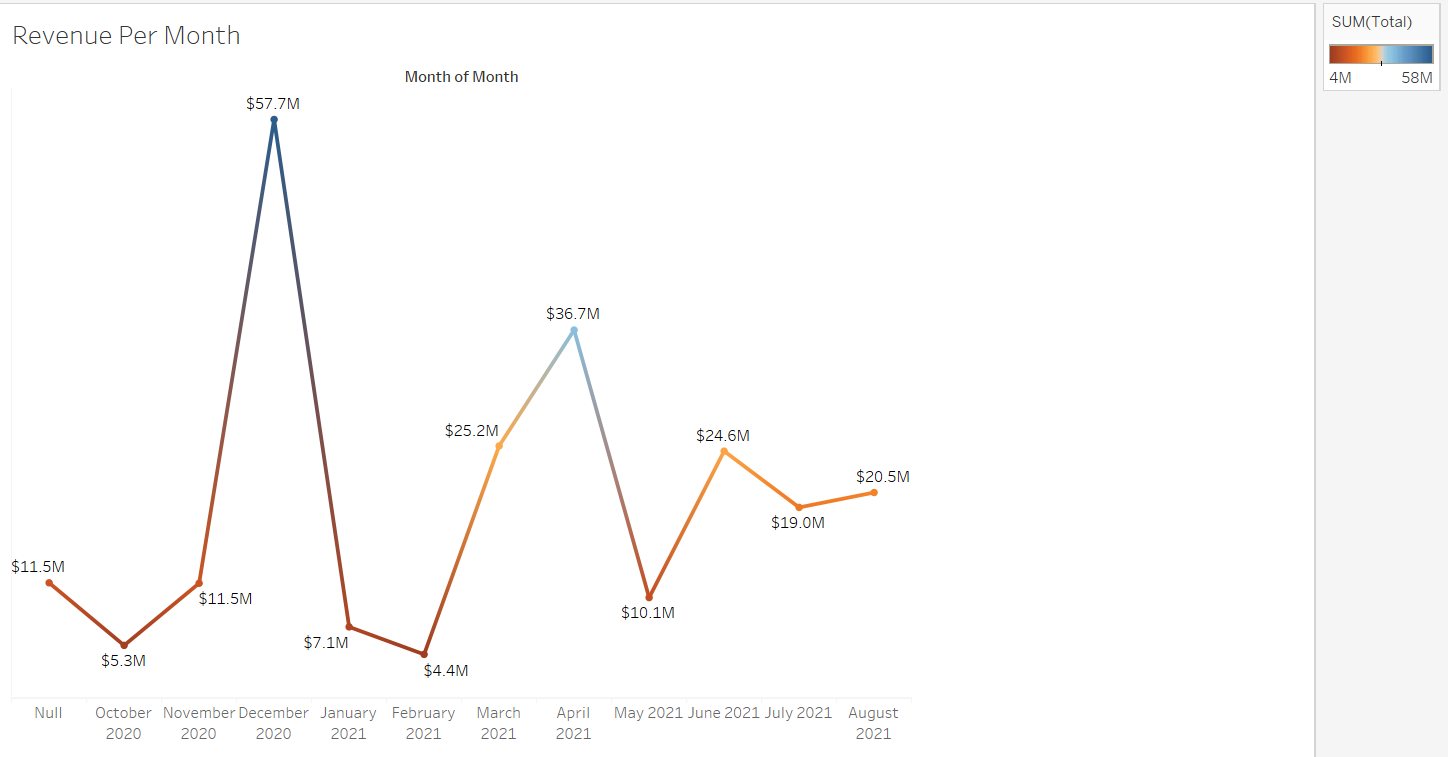 Revenue Per Month
SUM(Total)
4M 58M
Month of Month
$57.7M
$36.7M
$25.2M
$24.6M
$20.5M
$19.0M
$11.5M
$11.5M
$10.1M
$7.1M
$5.3M
$4.4M
Null October November December January February March April May 2021 June 2021 July 2021 August
2020 2020 2020 2021 2021 2021 2021 2021